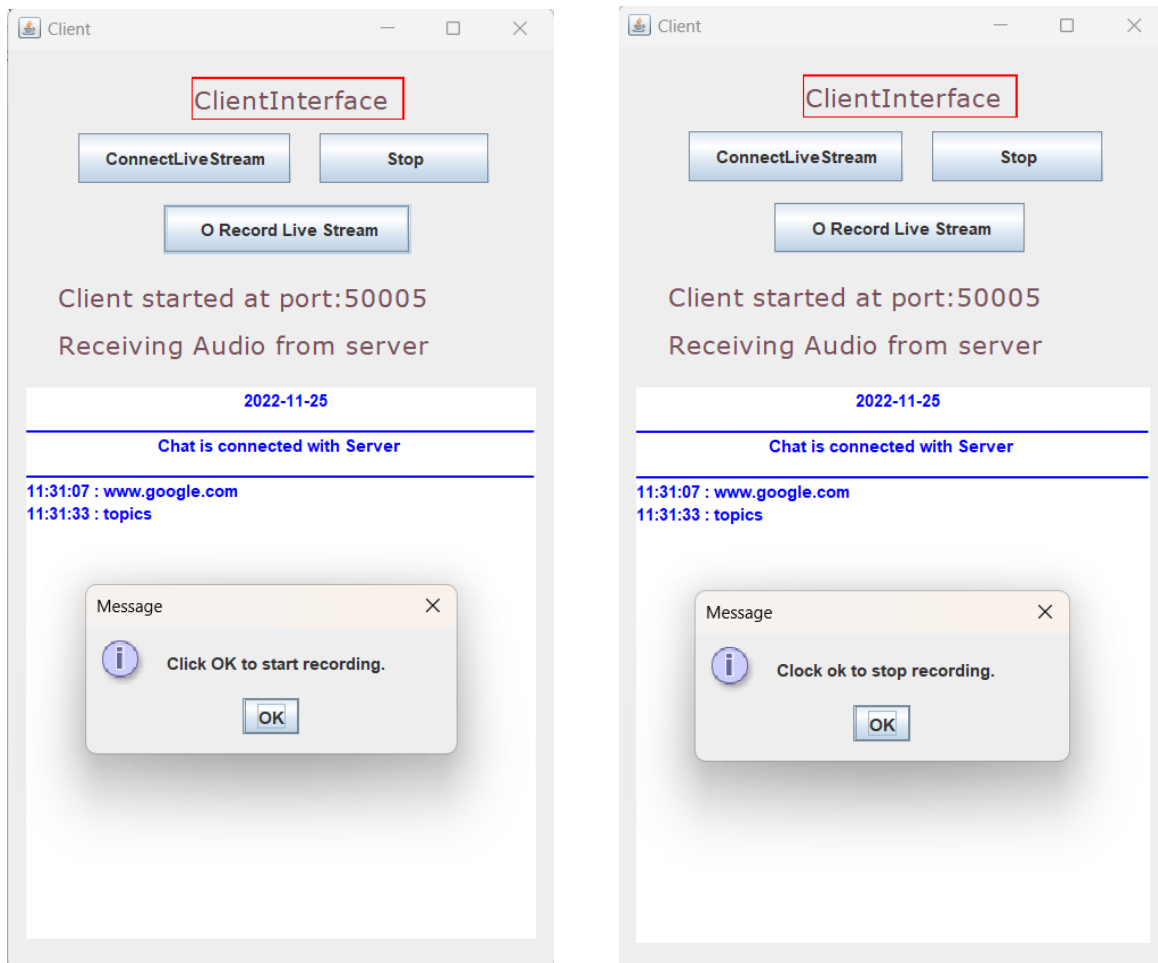 Client
ClientInterface
ConnectLiveStream Stop
O Record Live Stream
Client started at port:50005
Receiving Audio from server
2022-11-25
Chat is connected with Server
11:31:07 : www.google.com
11:31:33 : topics
Message
Click OK to start recording.
OK
Client
ClientInterface
ConnectLiveStream Stop
O Record Live Stream
Client started at port:50005
Receiving Audio from server
2022-11-25
Chat is connected with Server
11:31:07 : www.google.com
11:31:33 : topics
Message
Clock ok to stop recording.
OK